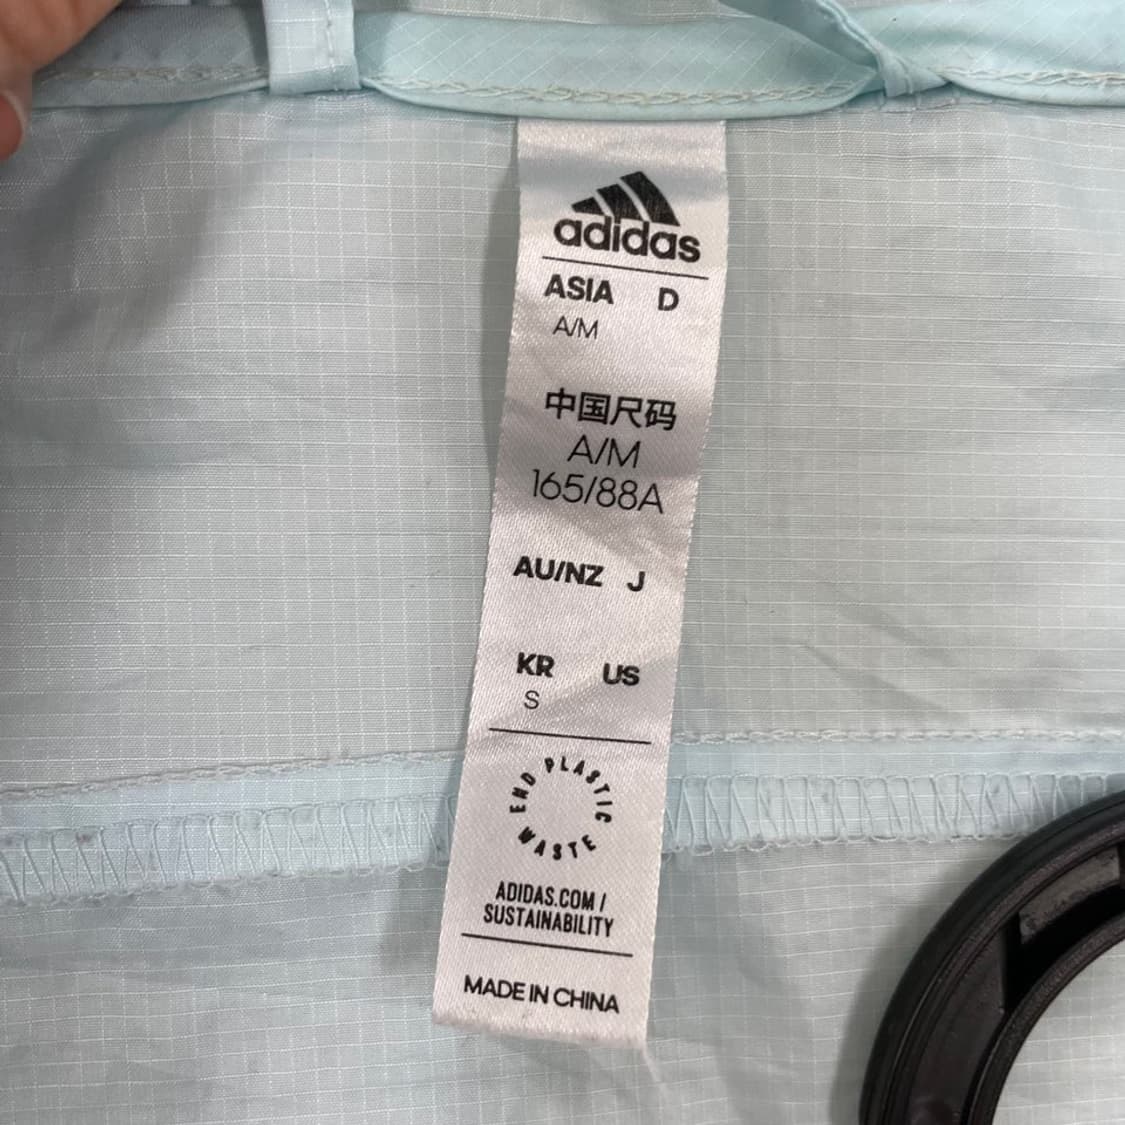 adidas
ASIA D
A/M
中国尺码
A/M
165/88A
AU/NZ J
KR US
S
END PLASTIC WASTE
ADIDAS.COM /
SUSTAINABILITY
MADE IN CHINA